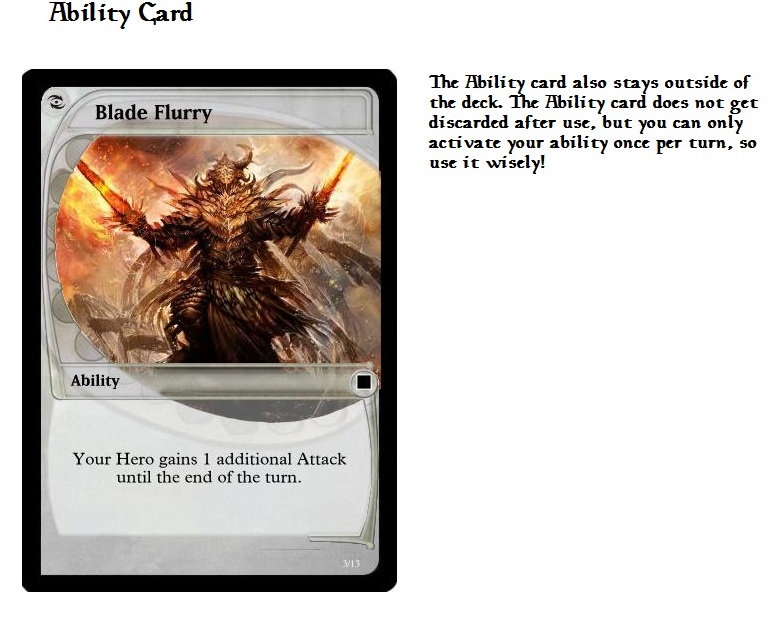 Ability Card
Blade Flurry
Ability
Your Hero gains 1 additional Attack
until the end of the turn.
3/13
The Ability card also stays outside of
the deck. The Ability card does not get
discarded after use, but you can only
activate your ability once per turn, so
use it wisely!